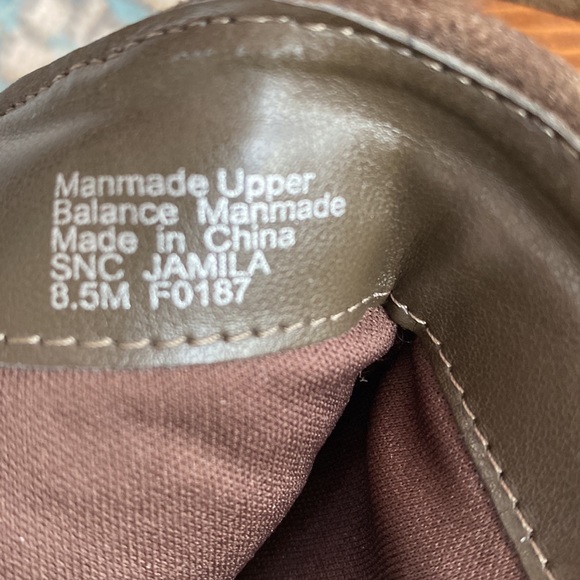 Manmade Upper
Balance Manmade
Made in China
SNC JAMILA
8.5M F0187